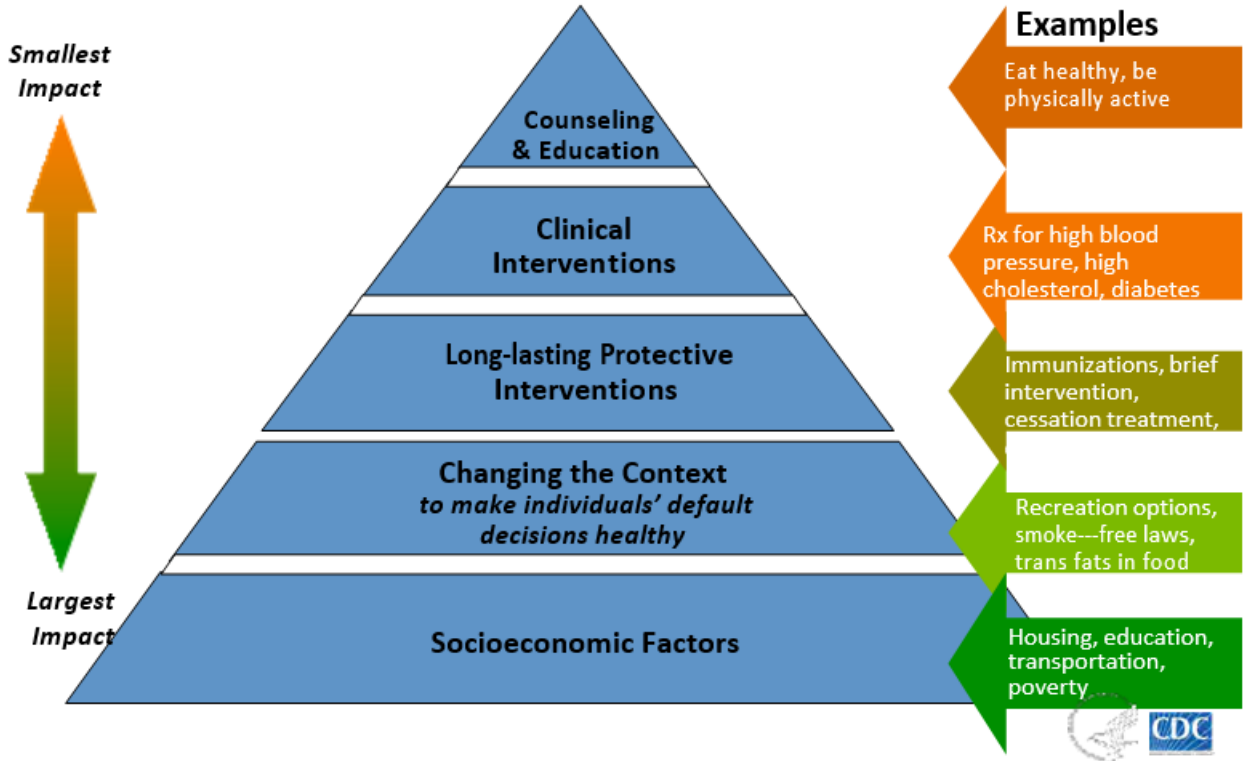 Smallest
Impact
Largest
Impact
Counseling
& Education
Clinical
Interventions
Long-lasting Protective
Interventions
Changing the Context
to make individuals’ default
decisions healthy
Socioeconomic Factors
Examples
Eat healthy, be
physically active
Rx for high blood
pressure, high
cholesterol, diabetes
Immunizations, brief
intervention,
cessation treatment,
Recreation options,
smoke---free laws,
trans fats in food
Housing, education,
transportation,
poverty
CDC